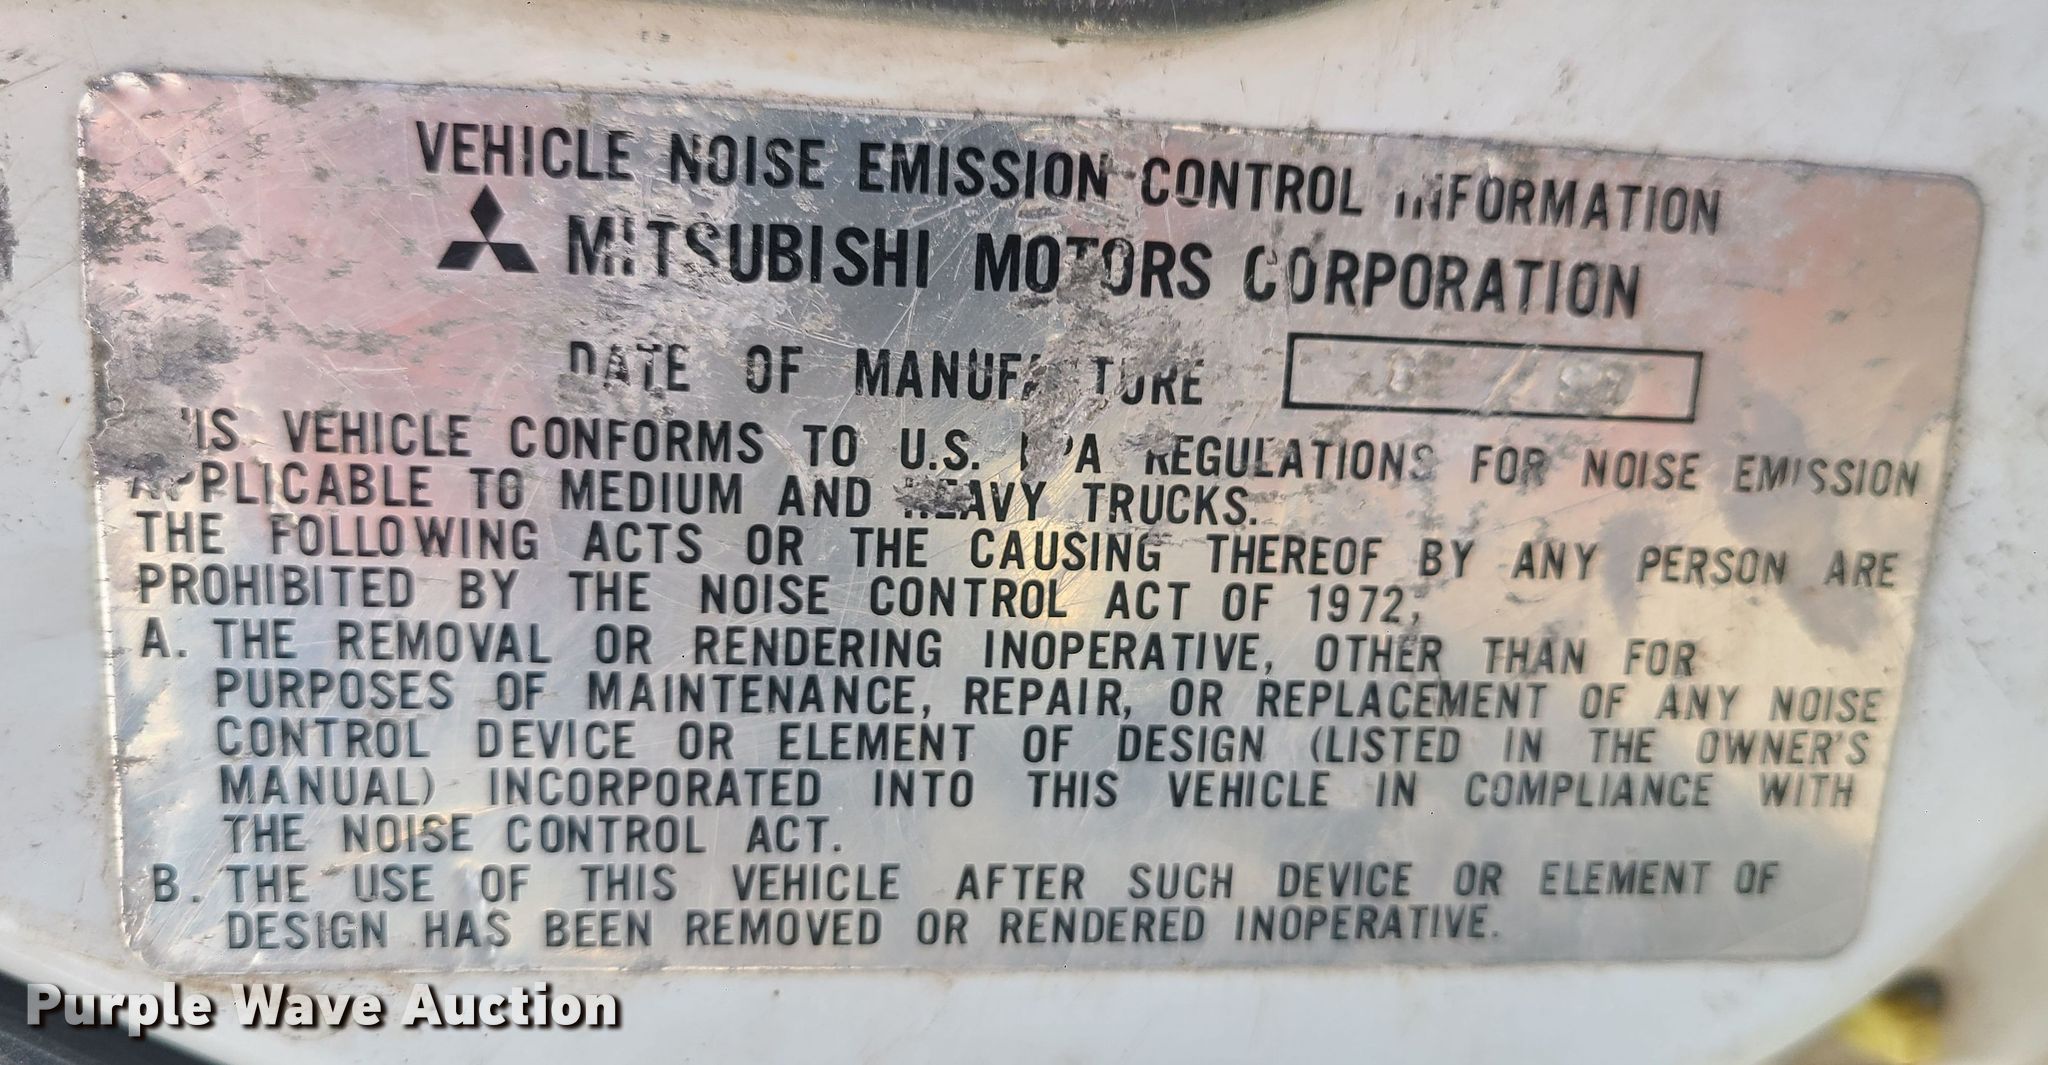 VEHICLE NOISE EMISSION CONTROL INFORMATION
MITSUBISHI MOTORS CORPORATION
DATE OF MANUFACTURE
THIS VEHICLE CONFORMS TO U.S. EPA REGULATIONS FOR NOISE EMISSION
APPLICABLE TO MEDIUM AND HEAVY TRUCKS.
THE FOLLOWING ACTS OR THE CAUSING THEREOF BY ANY PERSON ARE
PROHIBITED BY THE NOISE CONTROL ACT OF 1972;
A. THE REMOVAL OR RENDERING INOPERATIVE, OTHER THAN FOR
PURPOSES OF MAINTENANCE, REPAIR, OR REPLACEMENT OF ANY NOISE
CONTROL DEVICE OR ELEMENT OF DESIGN (LISTED IN THE OWNER'S
MANUAL) INCORPORATED INTO THIS VEHICLE IN COMPLIANCE WITH
THE NOISE CONTROL ACT.
B. THE USE OF THIS VEHICLE AFTER SUCH DEVICE OR ELEMENT OF
DESIGN HAS BEEN REMOVED OR RENDERED INOPERATIVE.
Purple Wave Auction